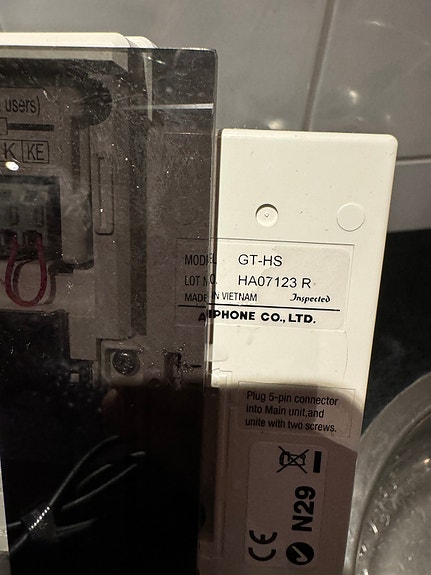 users)
K KE
MODEL GT-HS
LOT NO. HA07123 R
MADE IN VIETNAM Inspected
AIPHONE CO., LTD.
Plug 5-pin connector
into Main unit,and
unite with two screws.
CE N29